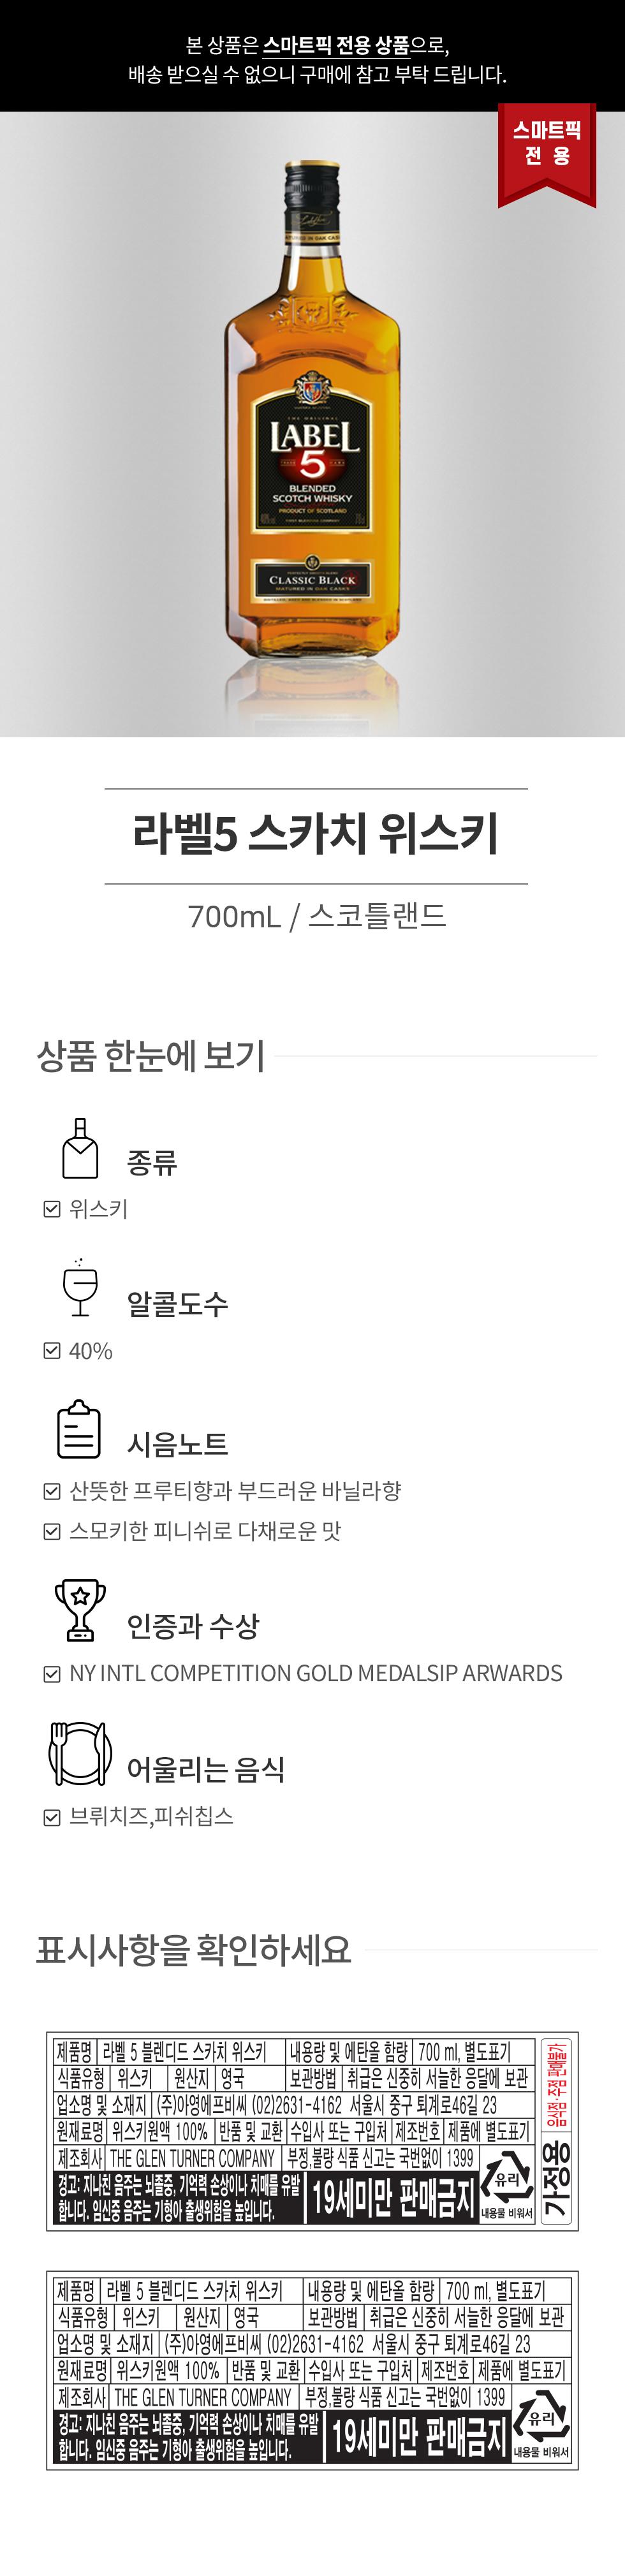 본 상품은 스마트픽 전용 상품으로,
배송 받으실 수 없으니 구매에 참고 부탁 드립니다.
스마트픽
전 용
MATURED IN OAK CASKS
THE ORIGINAL
LABEL
5
BLENDED
SCOTCH WHISKY
PRODUCT OF SCOTLAND
FIRST BLENDING COMPANY
CLASSIC BLACK
MATURED IN OAK CASKS
라벨5 스카치 위스키
700mL / 스코틀랜드
상품 한눈에 보기
종류
위스키
알콜도수
40%
시음노트
산뜻한 프루티향과 부드러운 바닐라향
스모키한 피니쉬로 다채로운 맛
인증과 수상
NY INTL COMPETITION GOLD MEDALSIP ARWARDS
어울리는 음식
브뤼치즈,피쉬칩스
표시사항을 확인하세요
제품명 라벨 5 블렌디드 스카치 위스키 내용량 및 에탄올 함량 700 ml, 별도표기
식품유형 위스키 원산지 영국 보관방법 취급은 신중히 서늘한 응달에 보관
업소명 및 소재지 (주)아영에프비씨 (02)2631-4162 서울시 중구 퇴계로46길 23
원재료명 위스키원액 100% 반품 및 교환 수입사 또는 구입처 제조번호 제품에 별도표기
제조회사 THE GLEN TURNER COMPANY 부정,불량 식품 신고는 국번없이 1399
경고: 지나친 음주는 뇌졸중, 기억력 손상이나 치매를 유발
합니다. 임신중 음주는 기형아 출생위험을 높입니다.
19세미만 판매금지
유리
내용물 비워서
음식점·주점 판매불가
가정용
제품명 라벨 5 블렌디드 스카치 위스키 내용량 및 에탄올 함량 700 ml, 별도표기
식품유형 위스키 원산지 영국 보관방법 취급은 신중히 서늘한 응달에 보관
업소명 및 소재지 (주)아영에프비씨 (02)2631-4162 서울시 중구 퇴계로46길 23
원재료명 위스키원액 100% 반품 및 교환 수입사 또는 구입처 제조번호 제품에 별도표기
제조회사 THE GLEN TURNER COMPANY 부정,불량 식품 신고는 국번없이 1399
경고: 지나친 음주는 뇌졸중, 기억력 손상이나 치매를 유발
합니다. 임신중 음주는 기형아 출생위험을 높입니다.
19세미만 판매금지
유리
내용물 비워서